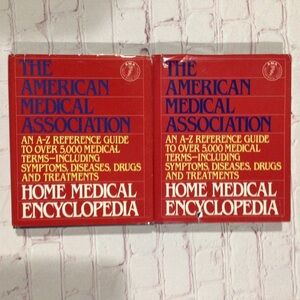 THE
AMERICAN
MEDICAL
ASSOCIATION
AN A-Z REFERENCE GUIDE
TO OVER 5,000 MEDICAL
TERMS—INCLUDING
SYMPTOMS, DISEASES, DRUGS
AND TREATMENTS
HOME MEDICAL
ENCYCLOPEDIA
THE
AMERICAN
MEDICAL
ASSOCIATION
AN A-Z REFERENCE GUIDE
TO OVER 5,000 MEDICAL
TERMS—INCLUDING
SYMPTOMS, DISEASES, DRUGS
AND TREATMENTS
HOME MEDICAL
ENCYCLOPEDIA